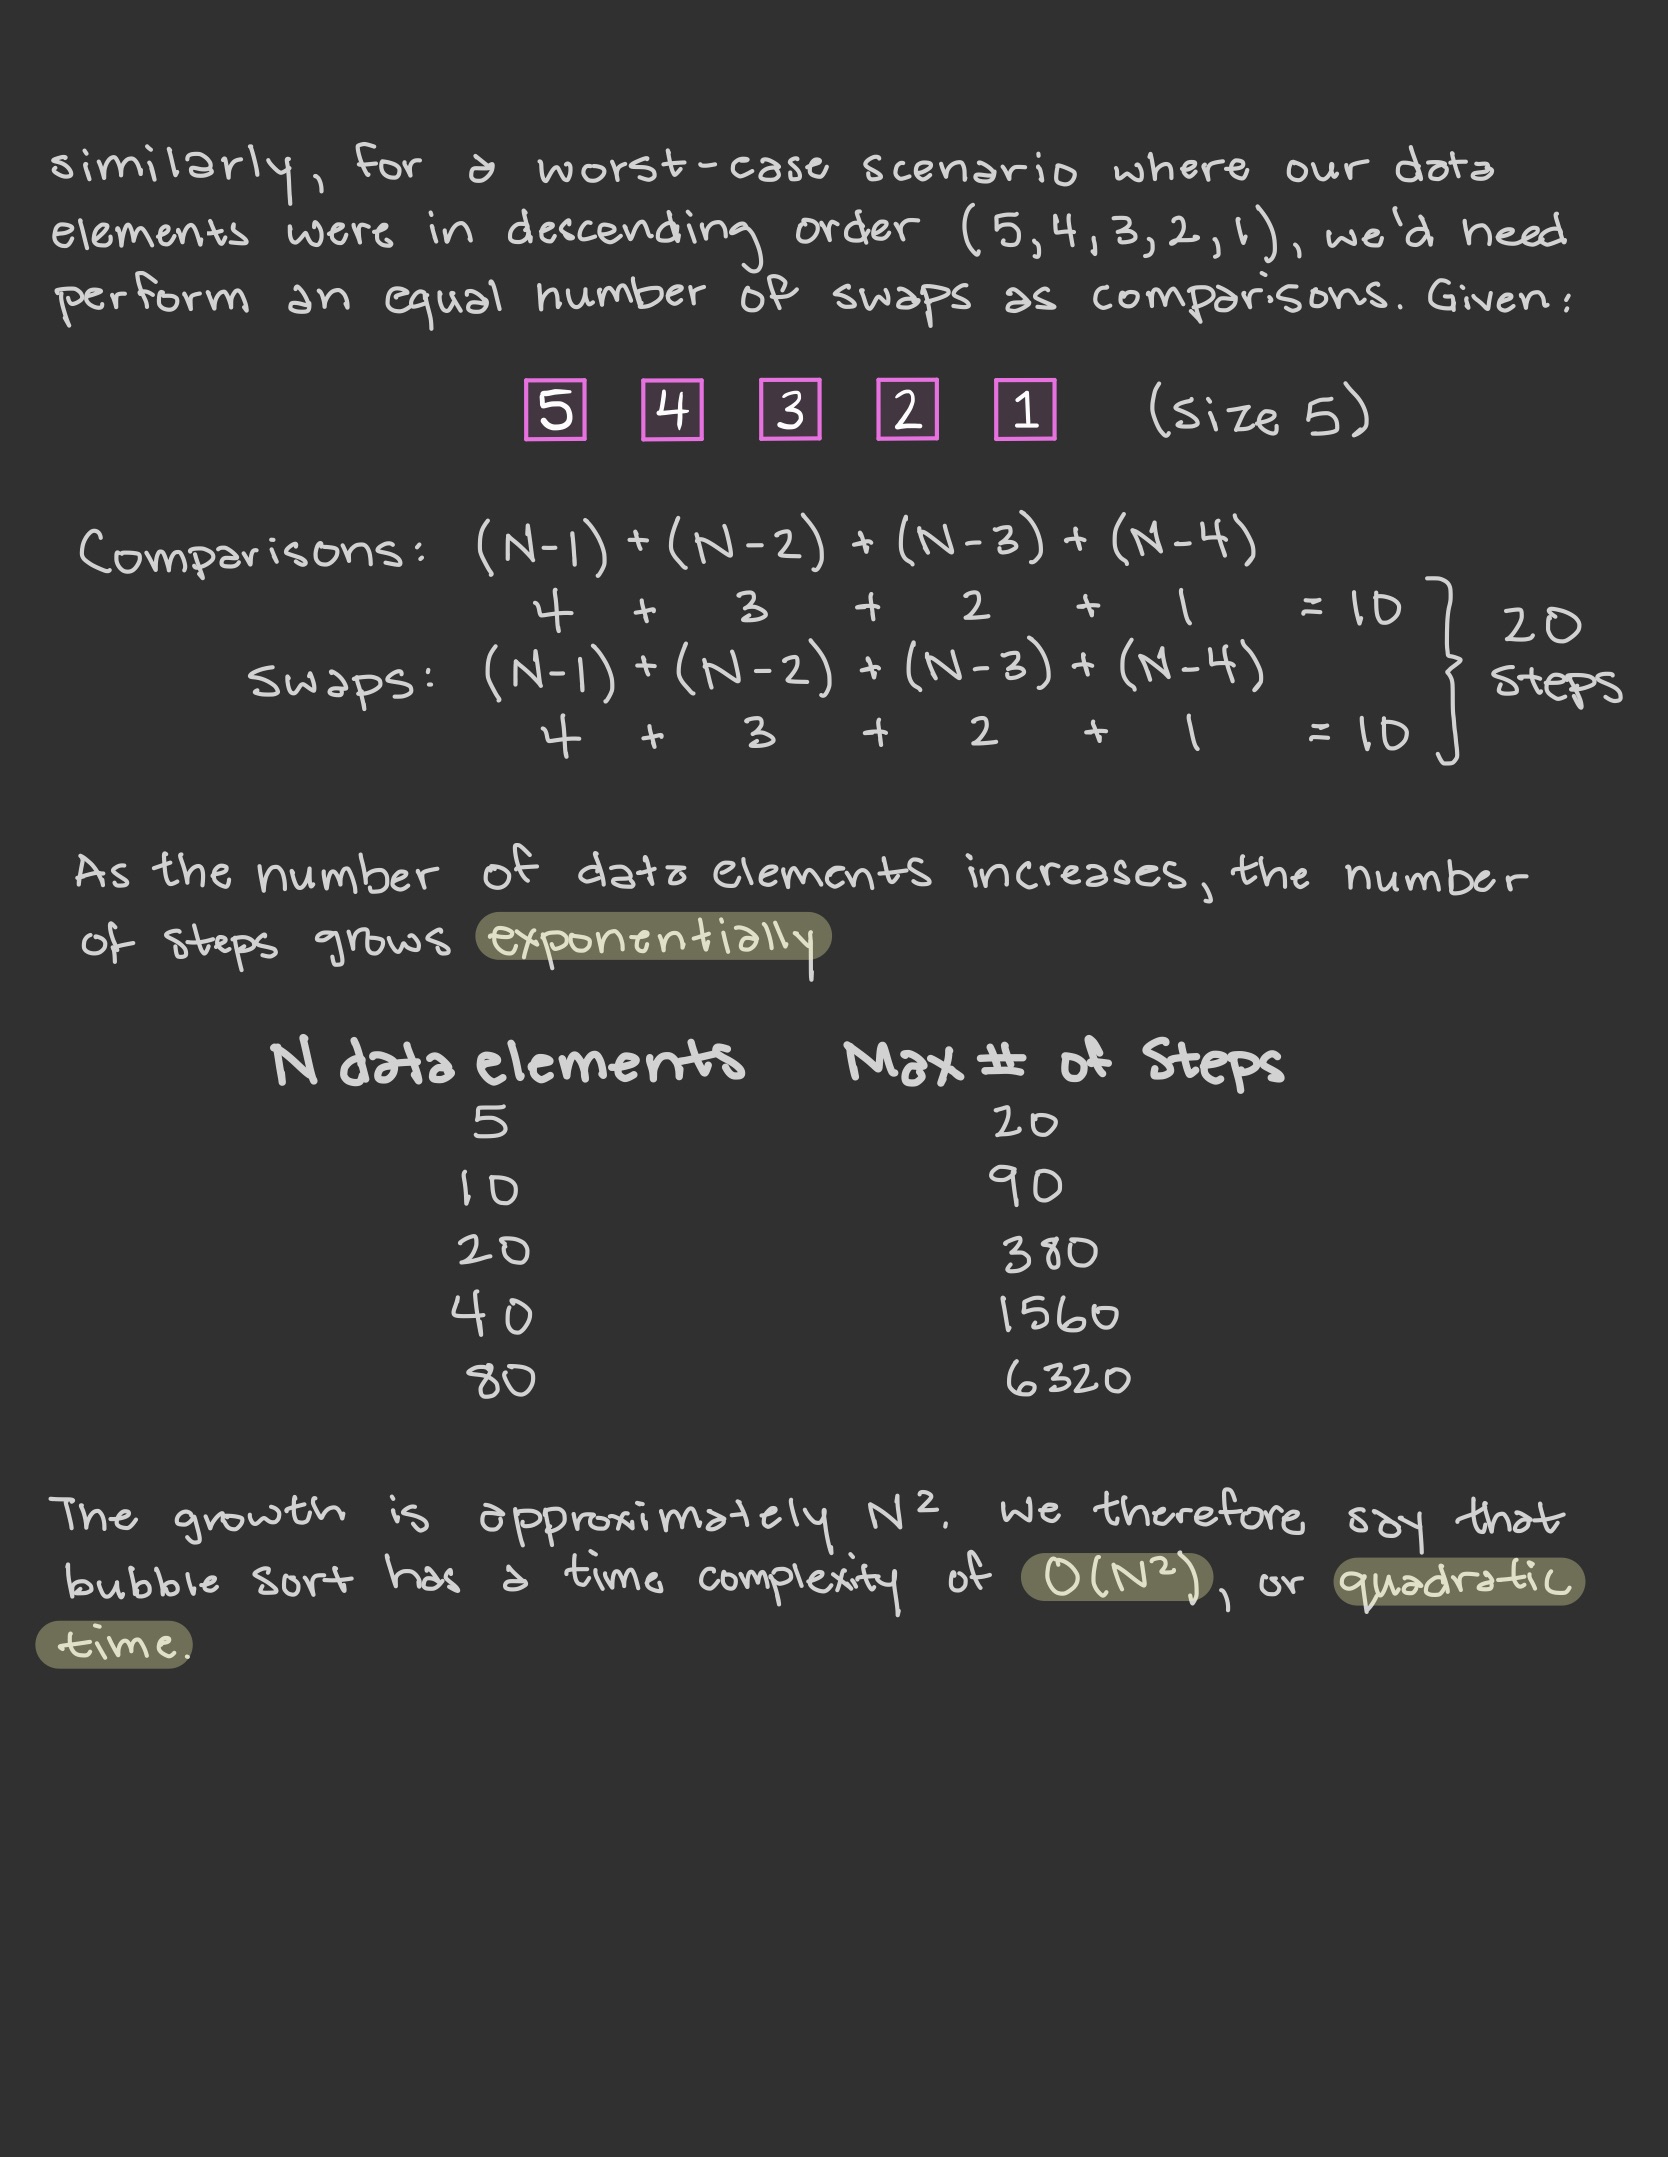 similarly, for a worst-case scenario where our data
elements were in descending order (5,4,3,2,1), we'd need
perform an equal number of swaps as comparisons. Given:
5 4 3 2 1 (size 5)
Comparisons: (N-1) + (N-2) + (N-3) + (N-4)
4 + 3 + 2 + 1 = 10
20
swaps: (N-1) + (N-2) + (N-3) + (N-4)
steps
4 + 3 + 2 + 1 = 10
As the number of data elements increases, the number
of steps grows exponentially
N data elements Max # of Steps
5 20
10 90
20 380
40 1560
80 6320
The growth is approximately N². We therefore say that
bubble sort has a time complexity of O(N²), or quadratic
time.